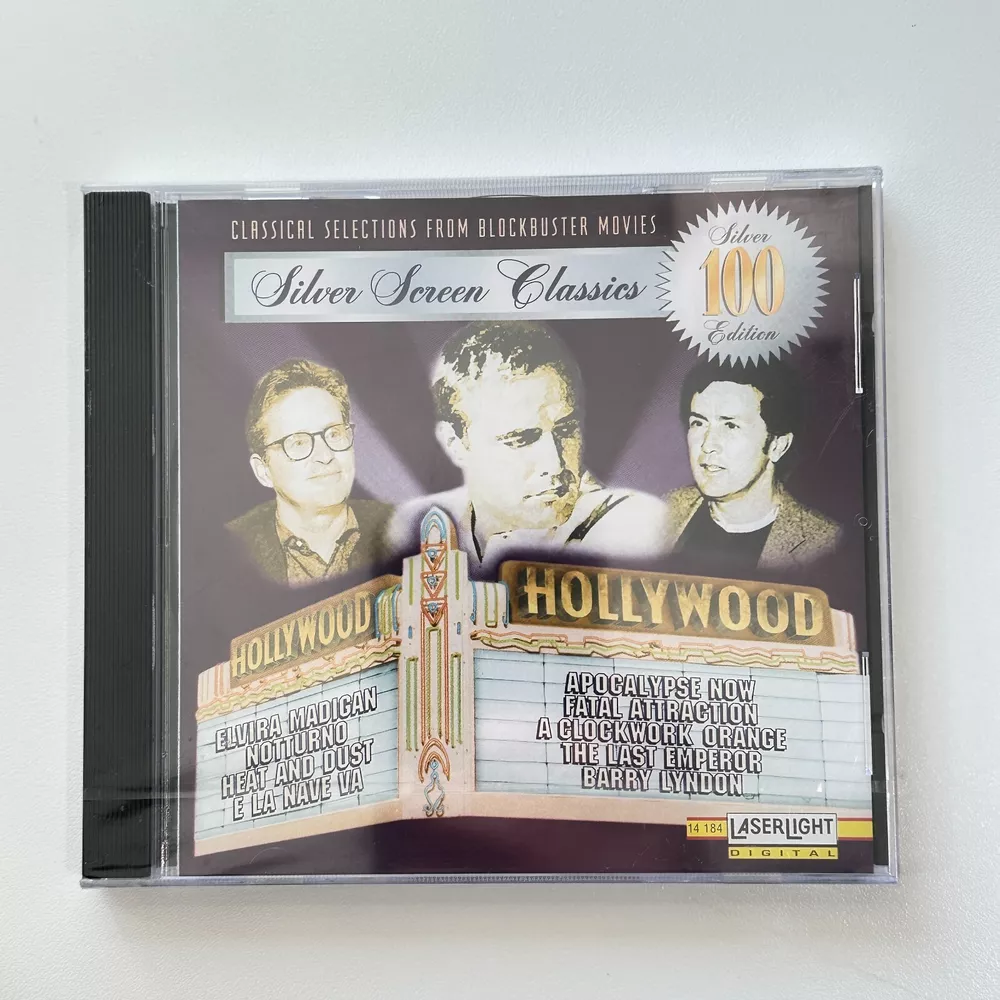 CLASSICAL SELECTIONS FROM BLOCKBUSTER MOVIES
Silver Screen Classics
Silver
100
Edition
HOLLYWOOD
ELVIRA MADIGAN
NOTTURNO
HEAT AND DUST
E LA NAVE VA
HOLLYWOOD
APOCALYPSE NOW
FATAL ATTRACTION
A CLOCKWORK ORANGE
THE LAST EMPEROR
BARRY LYNDON
14 184 LASERLIGHT
DIGITAL